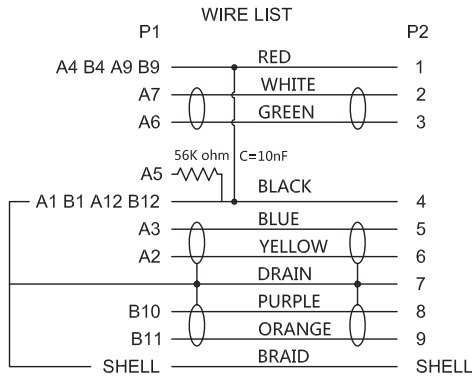 WIRE LIST
P1 P2
A4 B4 A9 B9 RED 1
A7 WHITE 2
A6 GREEN 3
56K ohm C=10nF
A5
A1 B1 A12 B12 BLACK 4
A3 BLUE 5
A2 YELLOW 6
DRAIN 7
B10 PURPLE 8
B11 ORANGE 9
SHELL BRAID SHELL